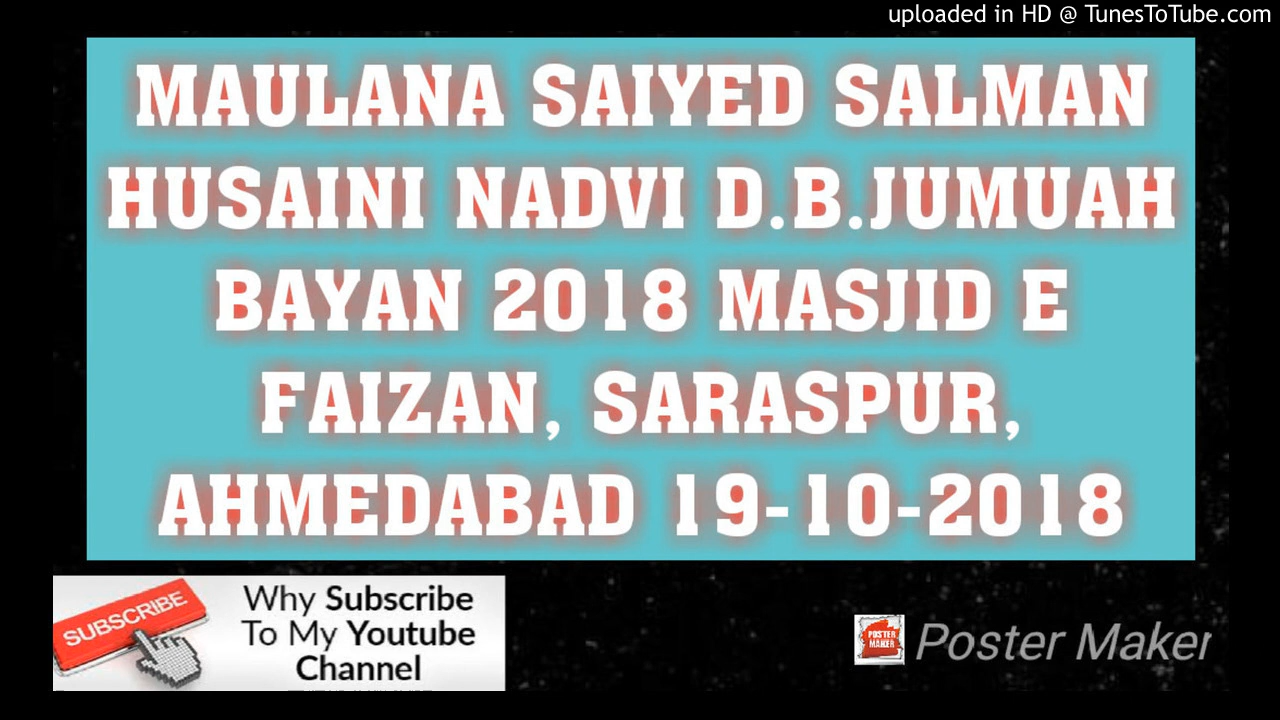 uploaded in HD @ TunesToTube.com
MAULANA SAIYED SALMAN
HUSAINI NADVI D.B.JUMUAH
BAYAN 2018 MASJID E
FAIZAN, SARASPUR,
AHMEDABAD 19-10-2018
SUBSCRIBE
Why Subscribe
To My Youtube
Channel
POSTER
MAKER
Poster Maker